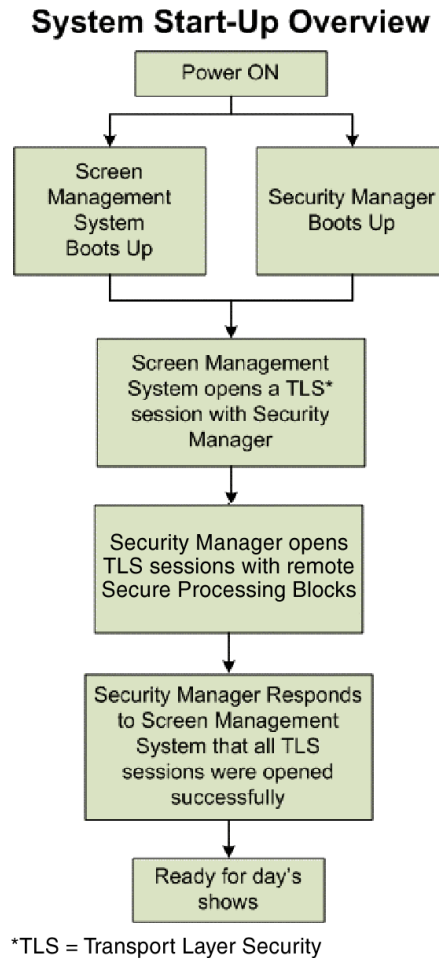 System Start-Up Overview
Power ON
Screen
Management
System
Boots Up
Security Manager
Boots Up
Screen Management
System opens a TLS*
session with Security
Manager
Security Manager opens
TLS sessions with remote
Secure Processing Blocks
Security Manager Responds
to Screen Management
System that all TLS
sessions were opened
successfully
Ready for day's
shows
*TLS = Transport Layer Security